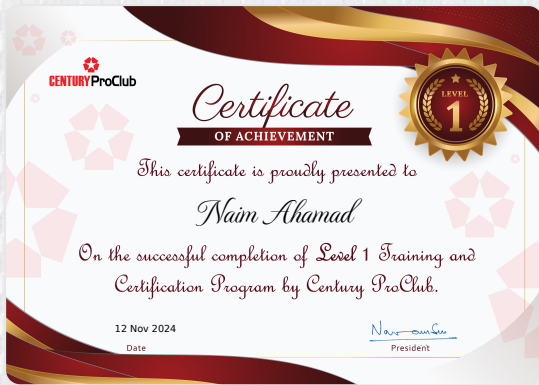 CENTURY ProClub
Certificate
OF ACHIEVEMENT
LEVEL
1
This certificate is proudly presented to
Naim Ahamad
On the successful completion of Level 1 Training and
Certification Program by Century ProClub.
12 Nov 2024
Date
President